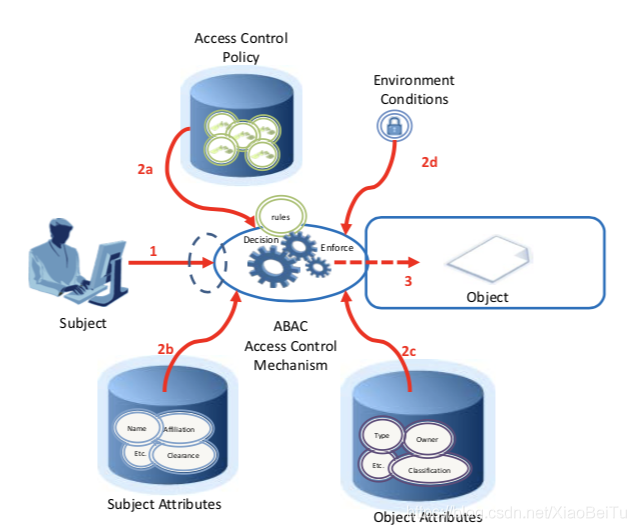 Access Control
Policy
Environment
Conditions
2a
2d
rules
Decision
Enforce
1
3
Object
Subject
ABAC
Access Control
Mechanism
2b
2c
Name
Affiliation
Etc.
Clearance
Type
Owner
Etc.
Classification
Subject Attributes
Object Attributes
blog.csdn.net/XiaoBeiTu